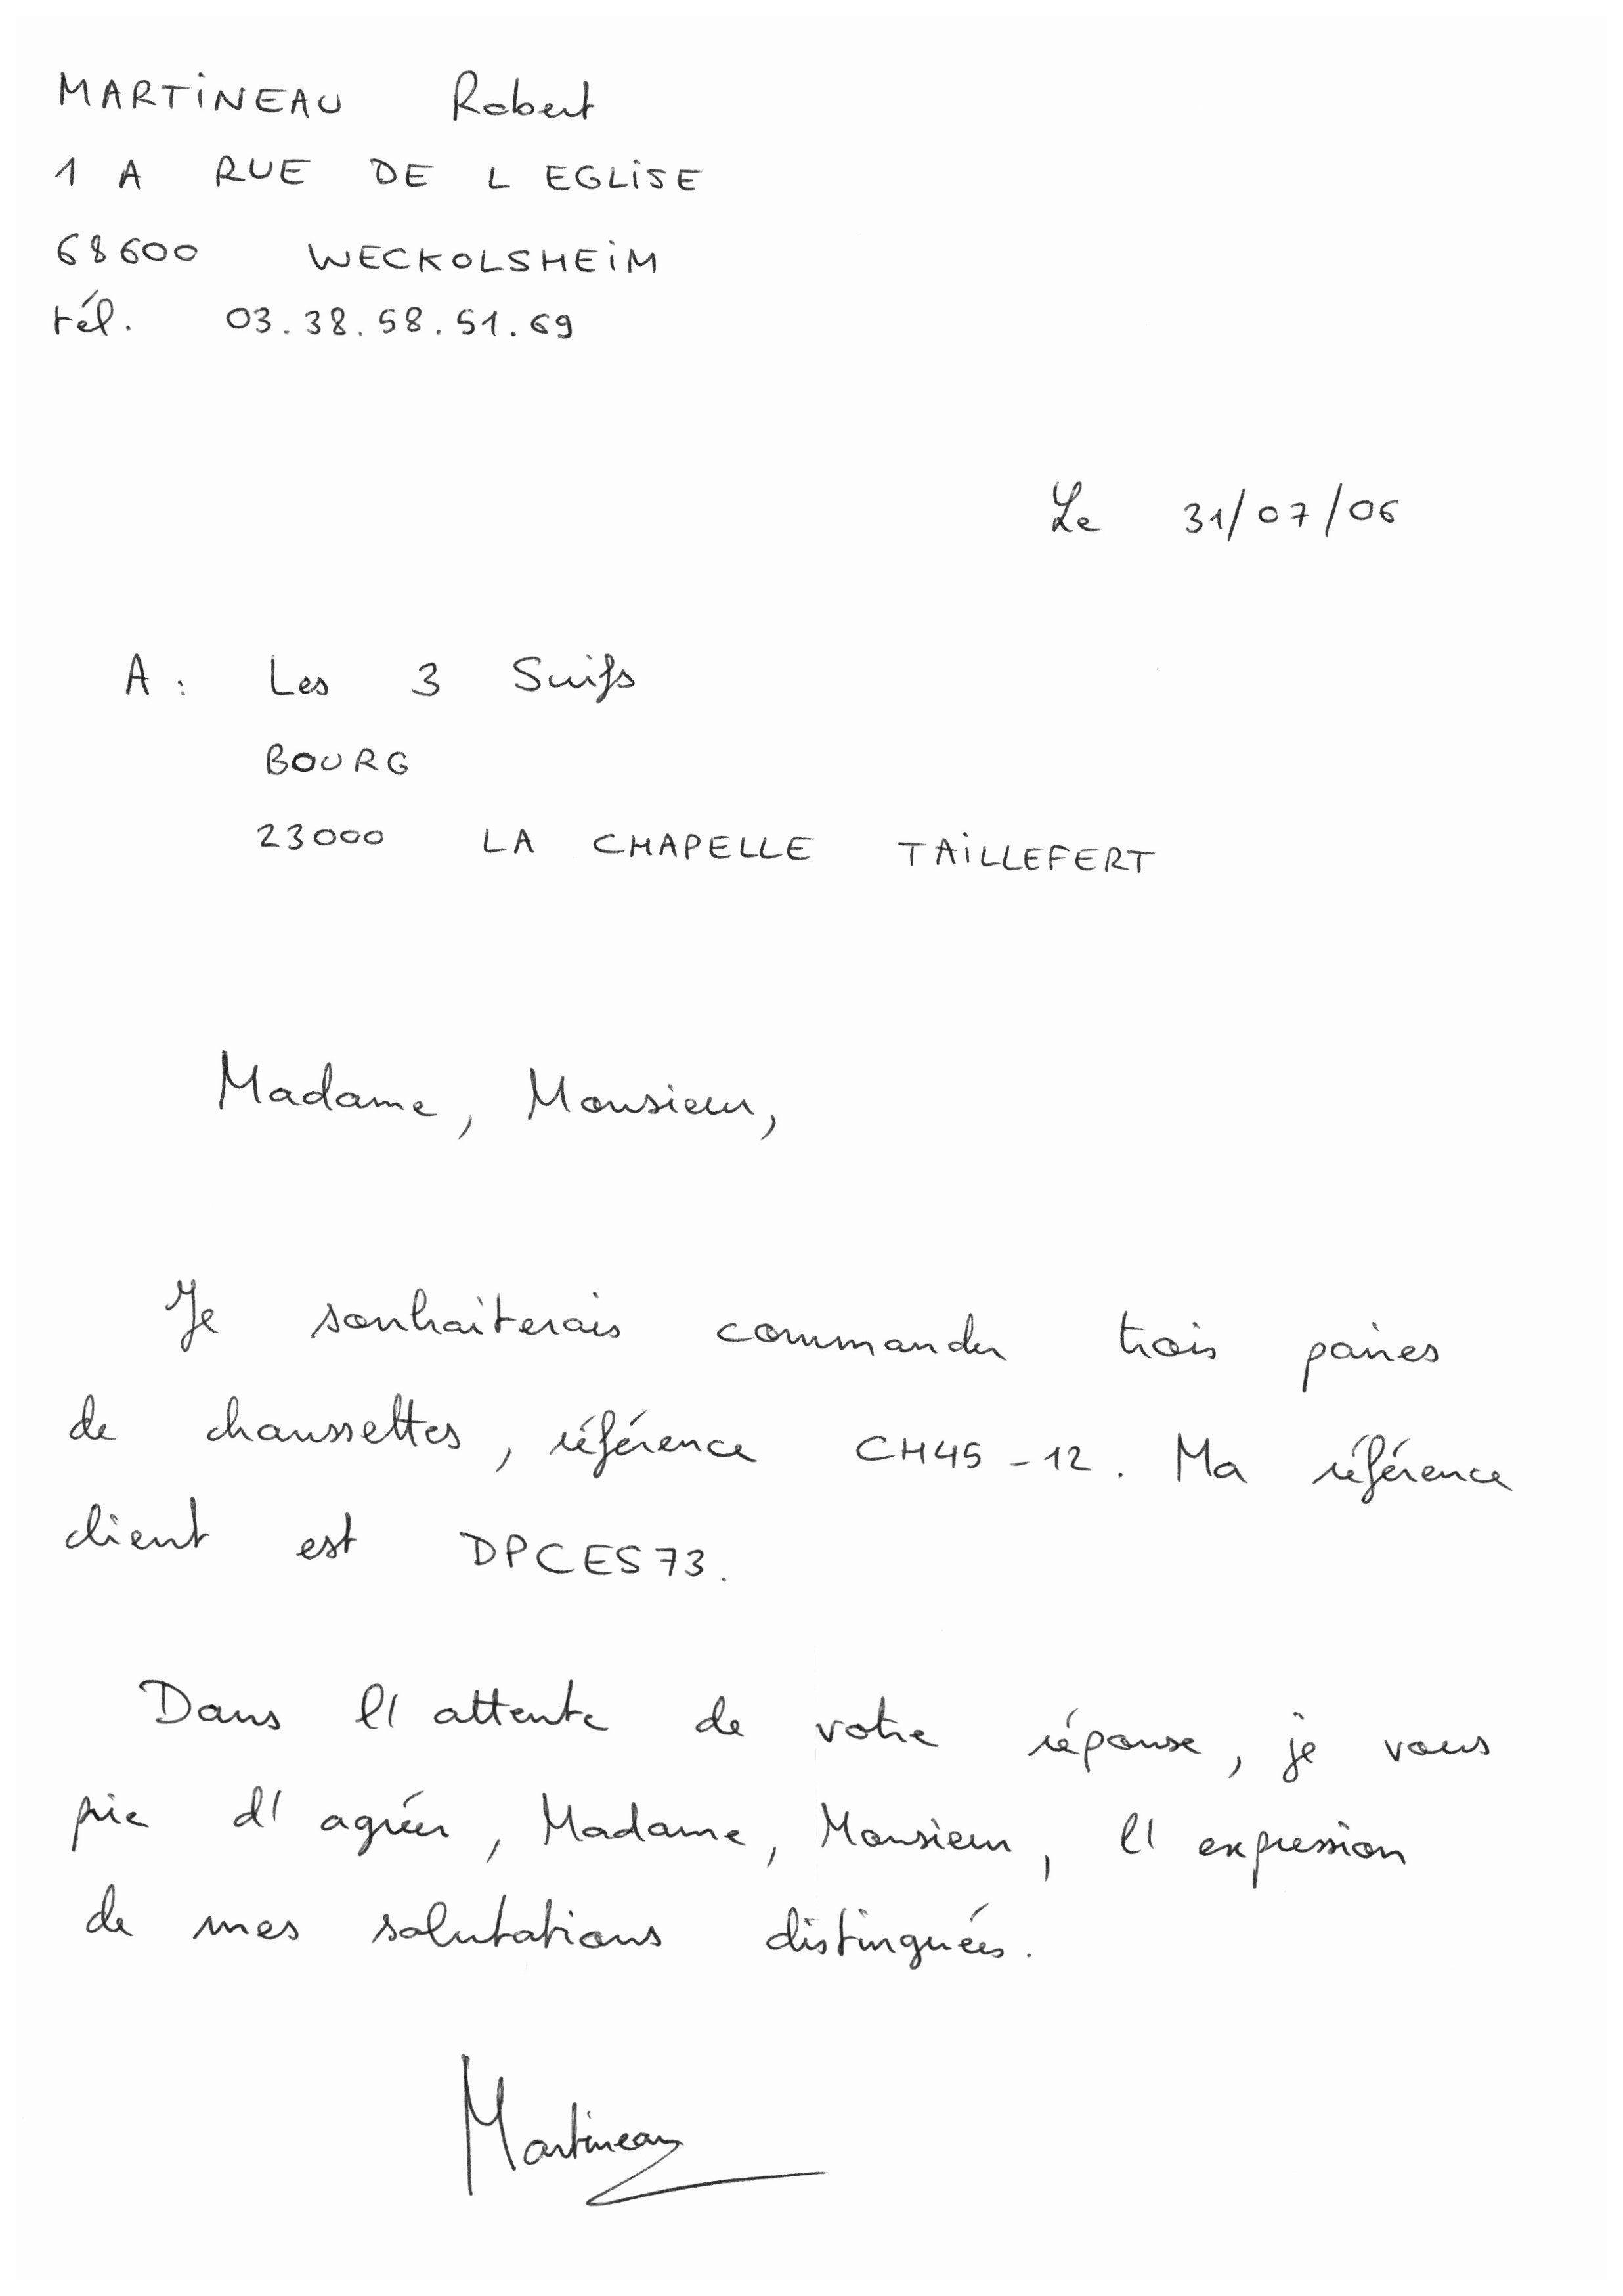 MARTINEAU Robert
1 A RUE DE L EGLISE
68600 WECKOLSHEIM
tél. 03.38.58.51.69
Le 31/07/06
A : Les 3 Suifs
BOURG
23000 LA CHAPELLE TAILLEFERT
Madame, Monsieur,
Je souhaiterais commander trois paires
de chaussettes, référence CH45-12. Ma référence
client est DPCES73.
Dans l'attente de votre réponse, je vous
prie d'agréer, Madame, Monsieur, l'expression
de mes salutations distinguées.
Martineau